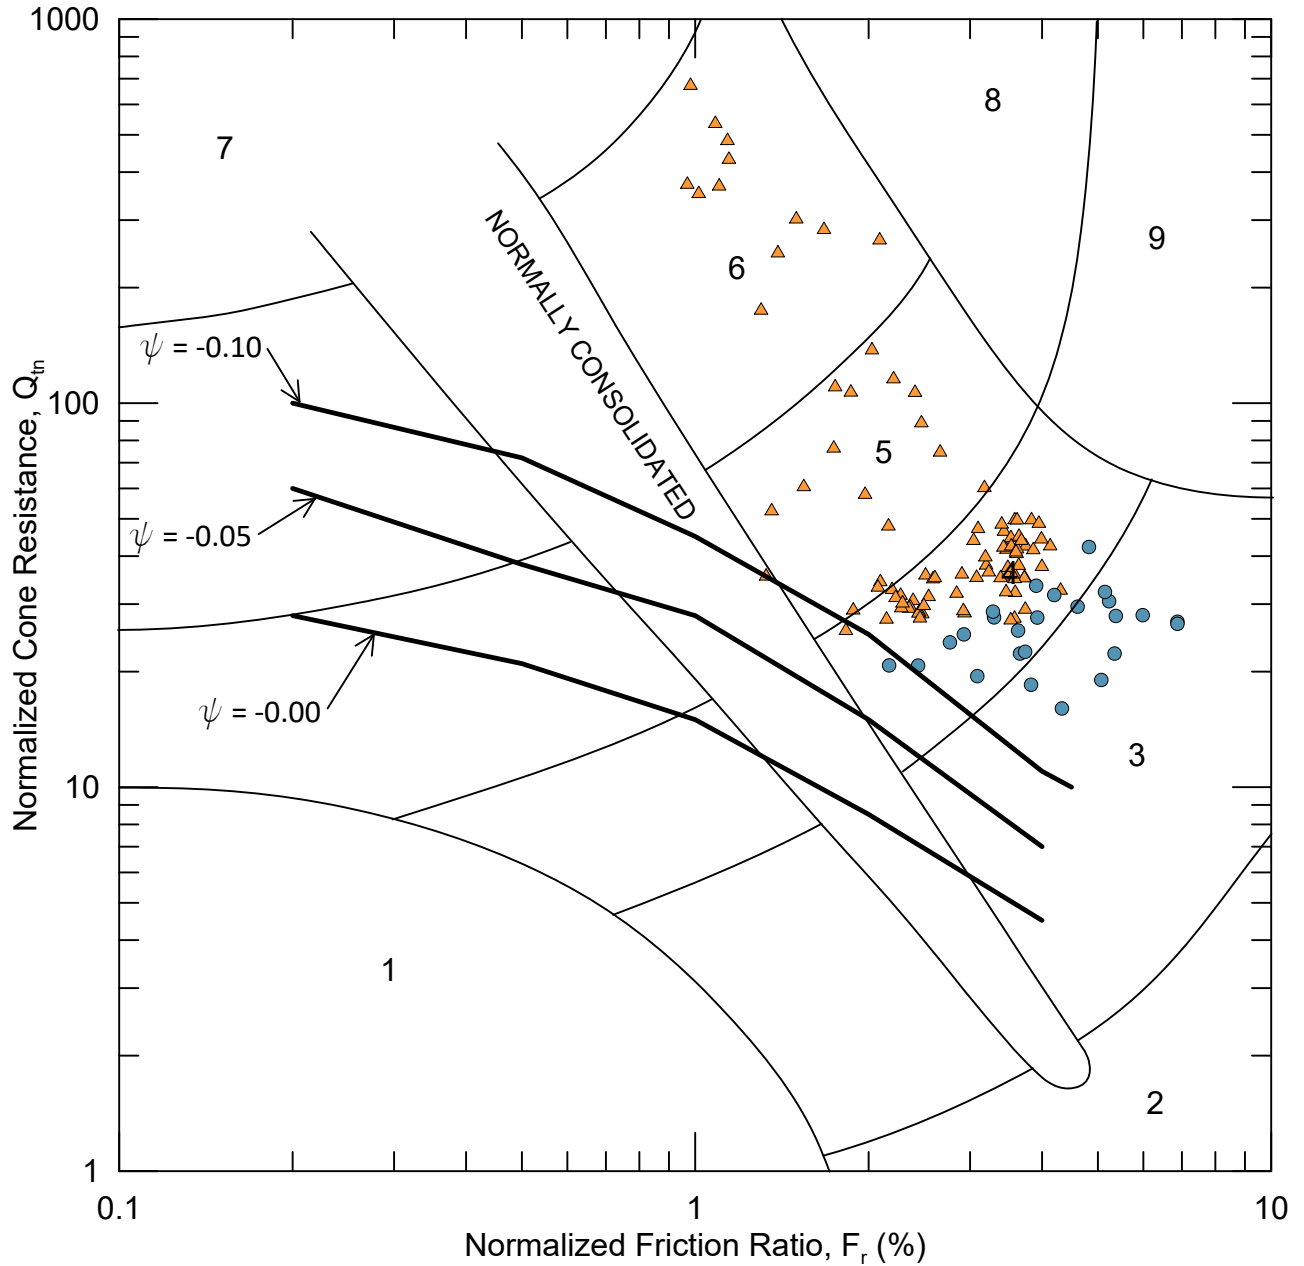 1000
8
7
9
NORMALLY CONSOLIDATED
6
ψ = -0.10
100
5
ψ = -0.05
ψ = -0.00
3
10
1
2
1
0.1
1
10
Normalized Cone Resistance, Qtn
Normalized Friction Ratio, Fr (%)